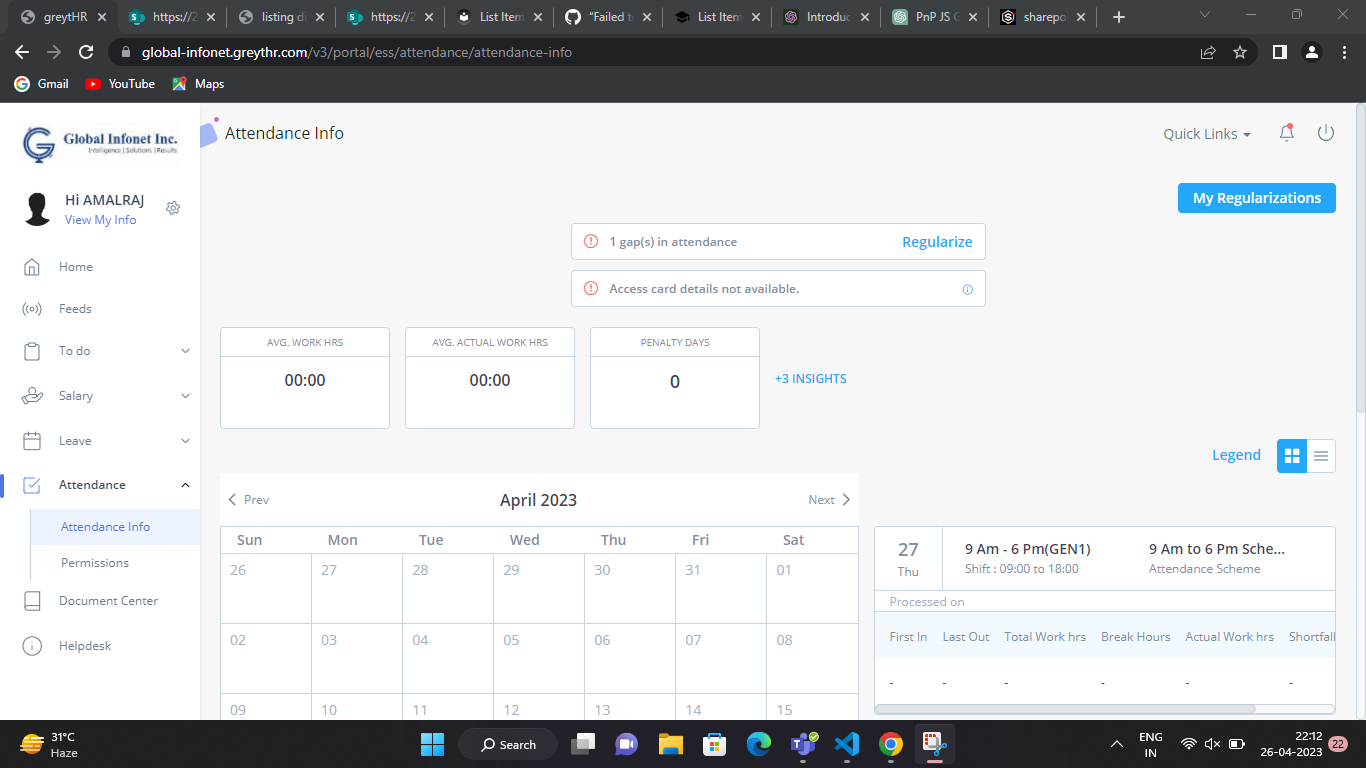 greytHR
https://2
listing di
https://2
List Item
"Failed t
List Item
Introduc
PnP JS G
sharepo
global-infonet.greythr.com/v3/portal/ess/attendance/attendance-info
Gmail
YouTube
Maps
Global Infonet Inc.
Intelligence | Solutions | Results
Attendance Info
Quick Links
Hi AMALRAJ
View My Info
My Regularizations
1 gap(s) in attendance
Regularize
Access card details not available.
Home
Feeds
To do
Salary
Leave
Attendance
Attendance Info
Permissions
Document Center
Helpdesk
AVG. WORK HRS
00:00
AVG. ACTUAL WORK HRS
00:00
PENALTY DAYS
0
+3 INSIGHTS
Legend
Prev
April 2023
Next
Sun Mon Tue Wed Thu Fri Sat
26 27 28 29 30 31 01
02 03 04 05 06 07 08
09 10 11 12 13 14 15
27
Thu
9 Am - 6 Pm(GEN1)
Shift : 09:00 to 18:00
9 Am to 6 Pm Sche...
Attendance Scheme
Processed on
First In Last Out Total Work hrs Break Hours Actual Work hrs Shortfall
- - - - - -
31°C
Haze
Search
ENG
IN
22:12
26-04-2023
22